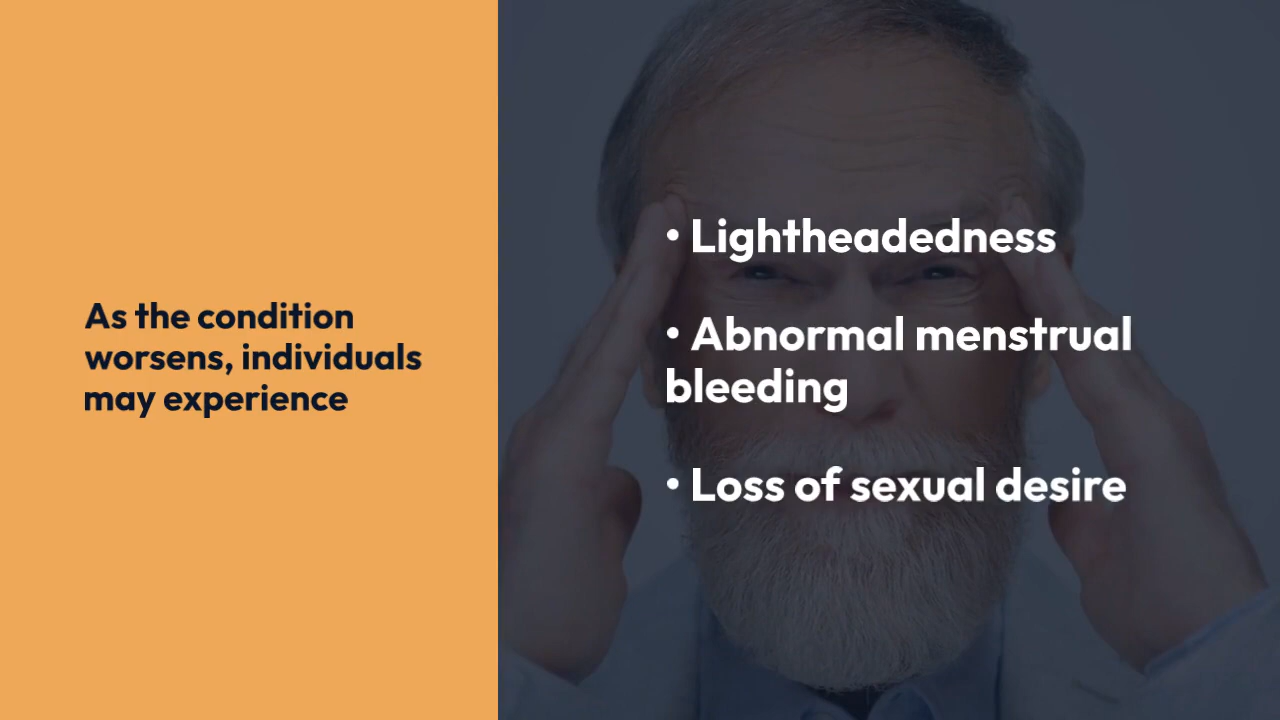 As the condition
worsens, individuals
may experience
• Lightheadedness
• Abnormal menstrual
bleeding
• Loss of sexual desire